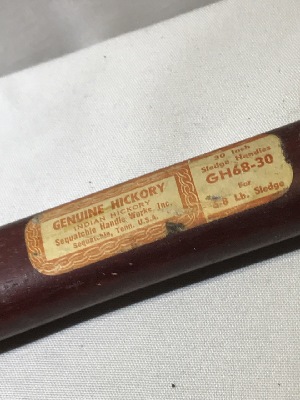 GENUINE HICKORY
INDIAN HICKORY
Sequatchie Handle Works, Inc.
Sequatchie, Tenn. U.S.A.
30 Inch
Sledge Handles
GH68-30
For
Lb. Sledge